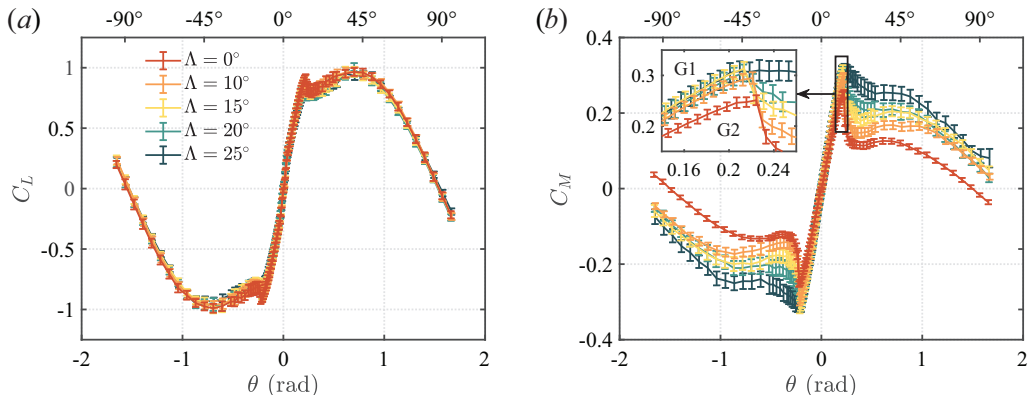 (a)
-90° -45° 0° 45° 90°
1
0.5
0
-0.5
-1
C_L
Λ = 0°
Λ = 10°
Λ = 15°
Λ = 20°
Λ = 25°
-2 -1 0 1 2
θ (rad)
(b)
-90° -45° 0° 45° 90°
0.4
0.2
0
-0.2
-0.4
C_M
G1
G2
0.3
0.2
0.16 0.2 0.24
-2 -1 0 1 2
θ (rad)